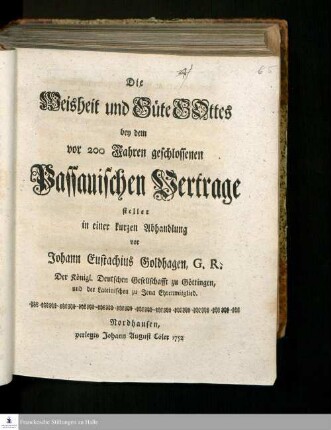 Die
Weisheit und Güte GOttes
bey dem
vor 200 Jahren geschlossenen
Passauischen Vertrage
stellet
in einer kurzen Abhandlung
vor
Johann Eustachius Goldhagen, G. R.
Der Königl. Deutschen Gesellschafft zu Göttingen,
und der Lateinischen zu Jena Ehrenmitglied.
Nordhausen,
verlegts Johann August Cöler 1752
Franckesche Stiftungen zu Halle